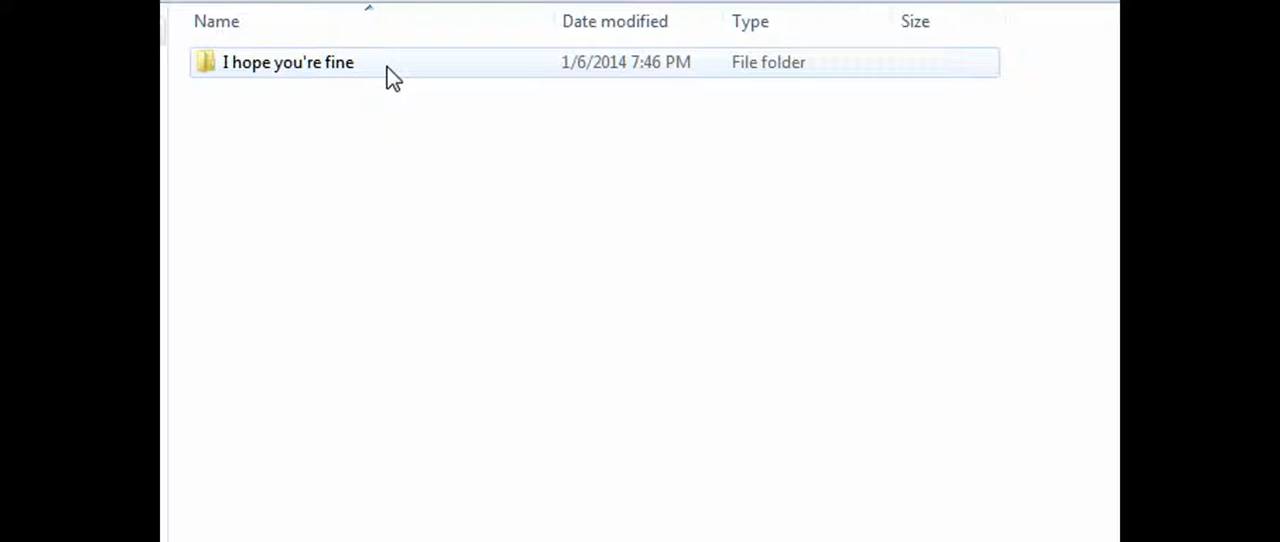 Name Date modified Type Size
I hope you're fine 1/6/2014 7:46 PM File folder